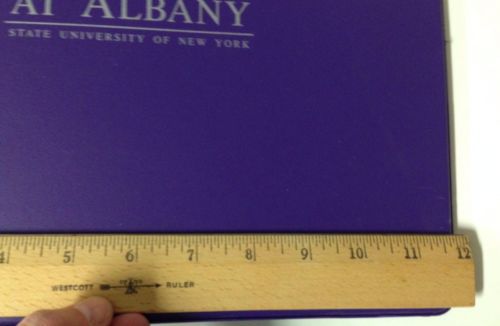 AT ALBANY
STATE UNIVERSITY OF NEW YORK
4 5 6 7 8 9 10 11 12
WESTCOTT RULER